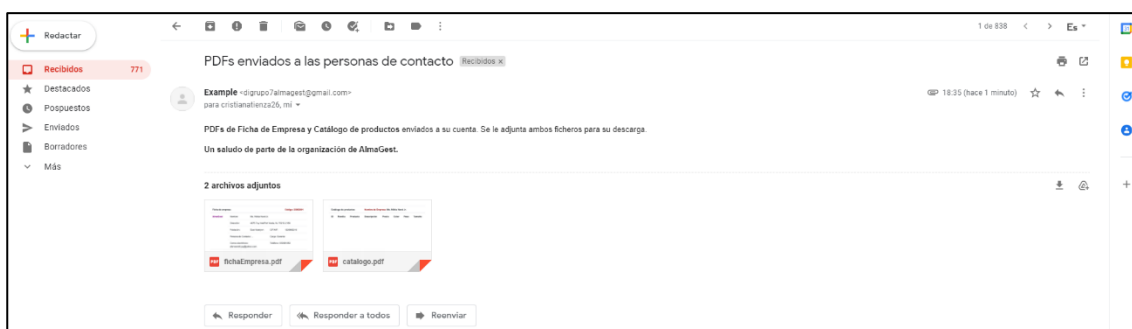 Redactar
1 de 838
Es
Recibidos 771
Destacados
Pospuestos
Enviados
Borradores
Más
PDFs enviados a las personas de contacto Recibidos x
Example <digrupo7almagest@gmail.com>
18:35 (hace 1 minuto)
para cristianatienza26, mí
PDFs de Ficha de Empresa y Catálogo de productos enviados a su cuenta. Se le adjunta ambos ficheros para su descarga.
Un saludo de parte de la organización de AlmaGest.
2 archivos adjuntos
PDF fichaEmpresa.pdf
PDF catalogo.pdf
Responder
Responder a todos
Reenviar